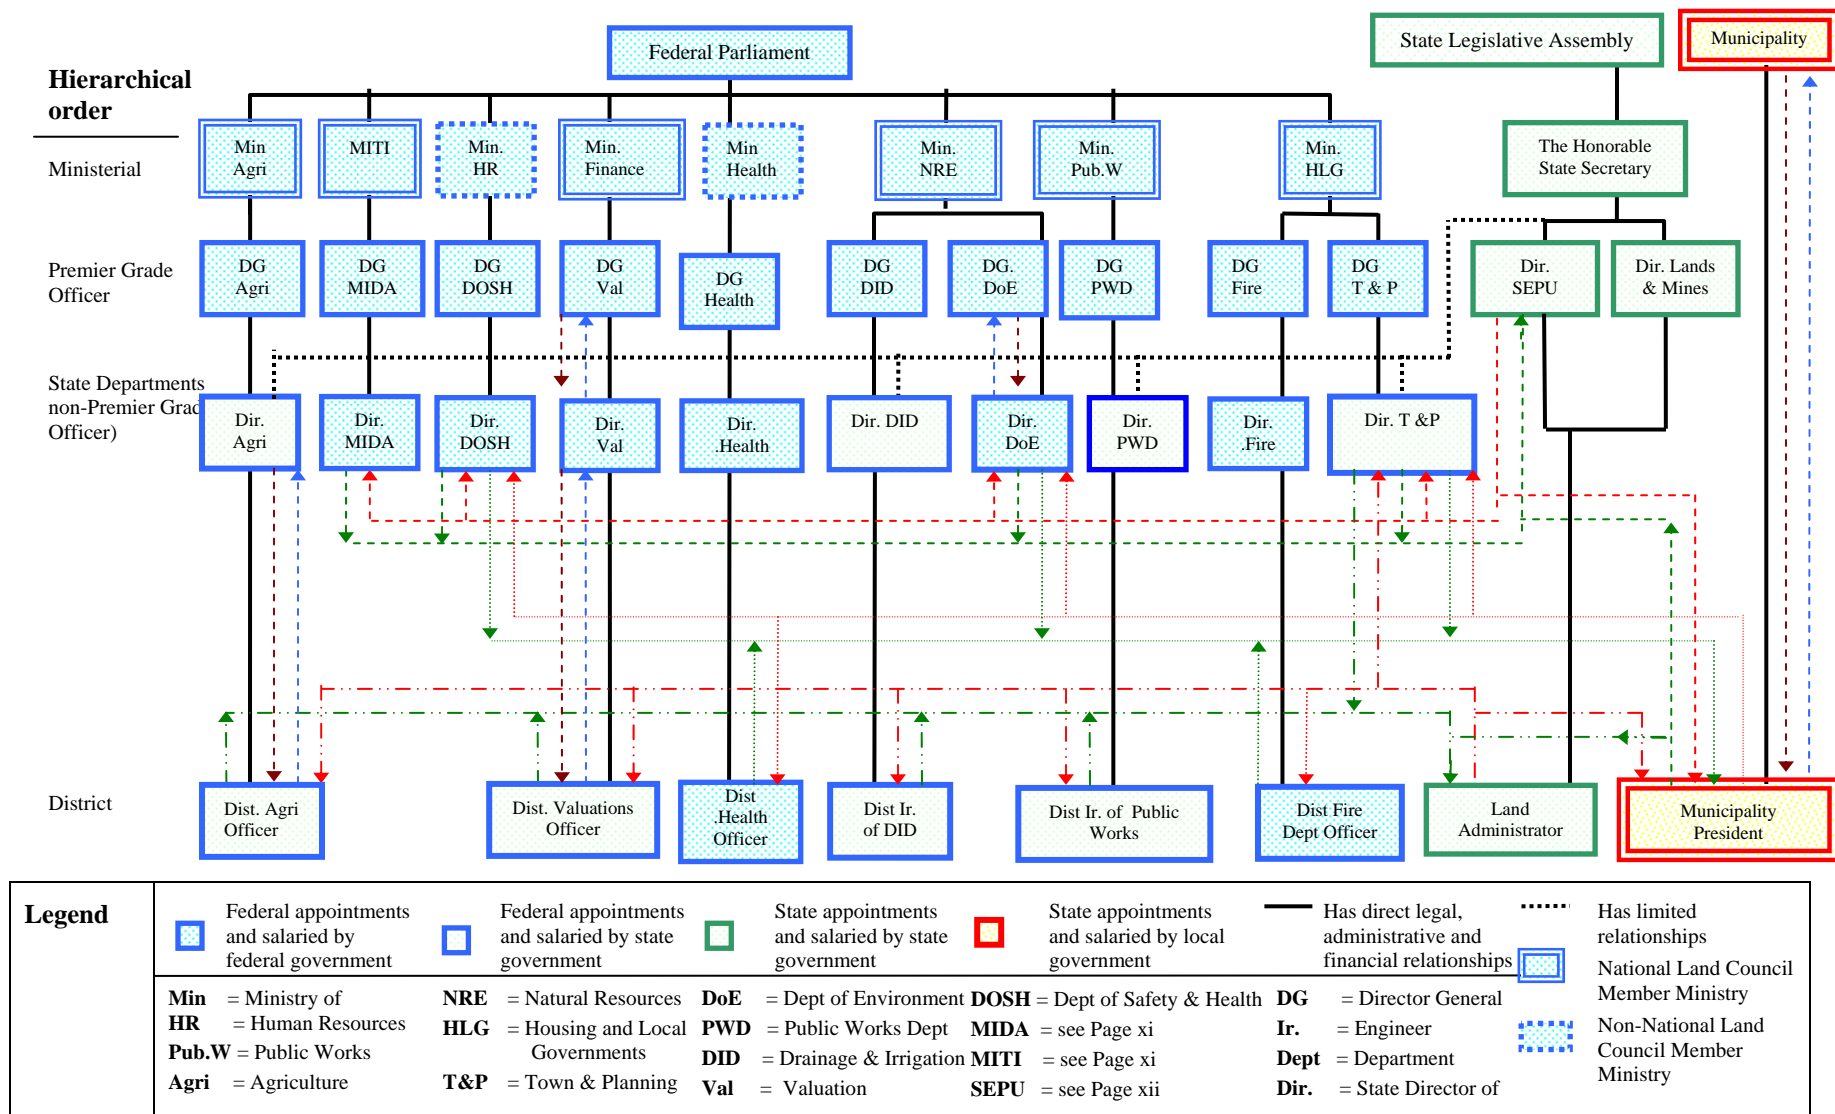 Federal Parliament
State Legislative Assembly
Municipality
Hierarchical
order
Ministerial
Min
Agri
MITI
Min.
HR
Min.
Finance
Min
Health
Min.
NRE
Min.
Pub.W
Min.
HLG
The Honorable
State Secretary
Premier Grade
Officer
DG
Agri
DG
MIDA
DG
DOSH
DG
Val
DG
Health
DG
DID
DG.
DoE
DG
PWD
DG
Fire
DG
T & P
Dir.
SEPU
Dir. Lands
& Mines
State Departments
non-Premier Grad
Officer)
Dir.
Agri
Dir.
MIDA
Dir.
DOSH
Dir.
Val
Dir.
.Health
Dir. DID
Dir.
DoE
Dir.
PWD
Dir.
.Fire
Dir. T &P
District
Dist. Agri
Officer
Dist. Valuations
Officer
Dist
.Health
Officer
Dist Ir.
of DID
Dist Ir. of Public
Works
Dist Fire
Dept Officer
Land
Administrator
Municipality
President
Legend
Federal appointments
and salaried by
federal government
Federal appointments
and salaried by state
government
State appointments
and salaried by state
government
State appointments
and salaried by local
government
Has direct legal,
administrative and
financial relationships
Has limited
relationships
National Land Council
Member Ministry
Non-National Land
Council Member
Ministry
Min = Ministry of
HR = Human Resources
Pub.W = Public Works
Agri = Agriculture
NRE = Natural Resources
HLG = Housing and Local
Governments
T&P = Town & Planning
DoE = Dept of Environment
PWD = Public Works Dept
DID = Drainage & Irrigation
Val = Valuation
DOSH = Dept of Safety & Health
MIDA = see Page xi
MITI = see Page xi
SEPU = see Page xii
DG = Director General
Ir. = Engineer
Dept = Department
Dir. = State Director of